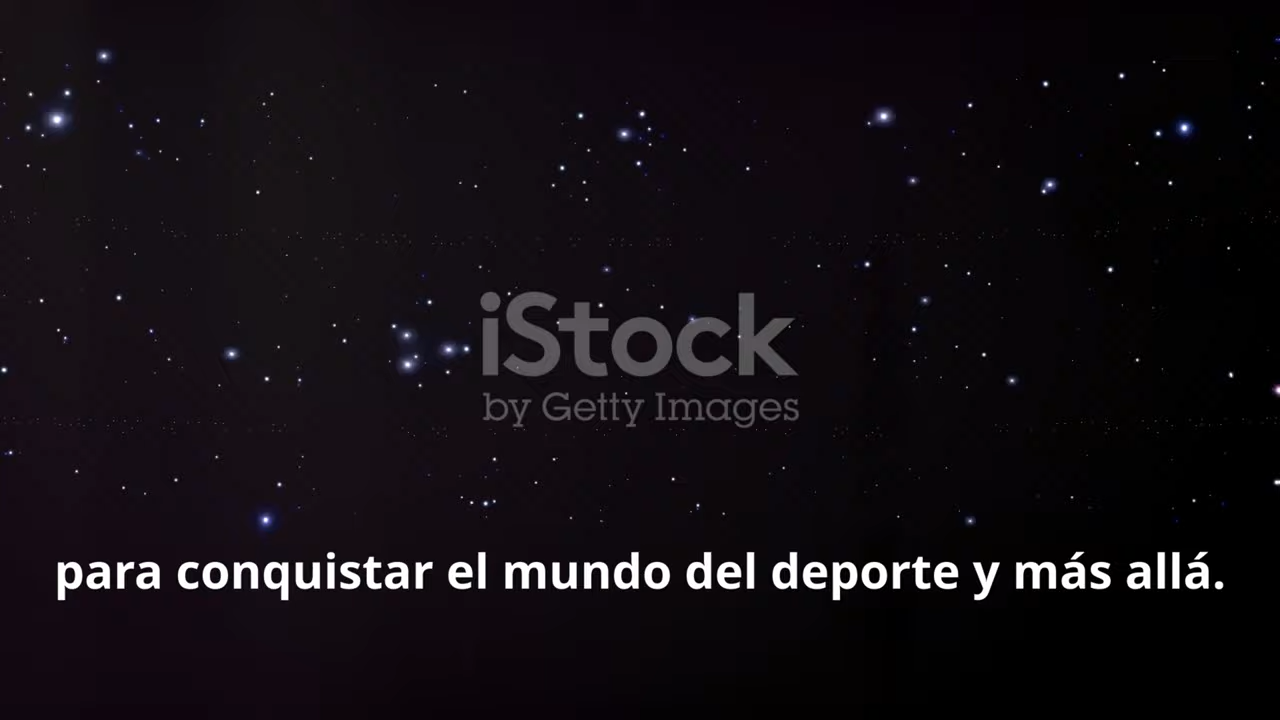 iStock
by Getty Images
para conquistar el mundo del deporte y más allá.